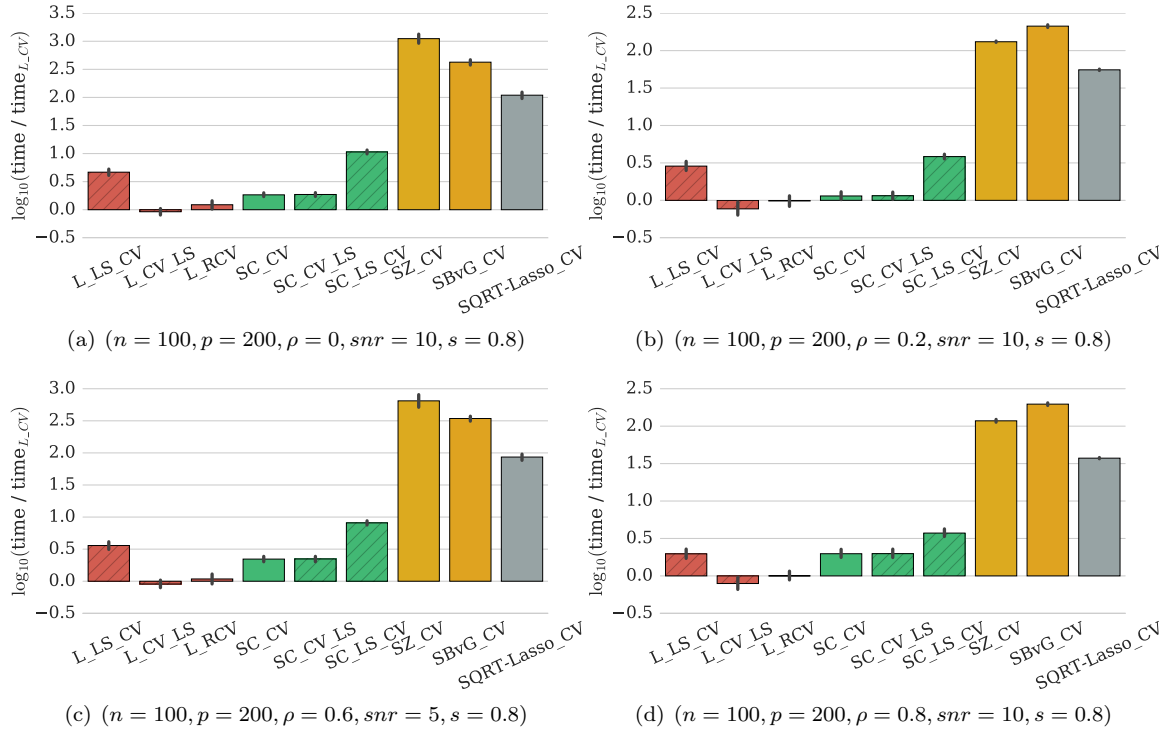 3.5
3.0
2.5
2.0
1.5
1.0
0.5
0.0
−0.5
log10(time / timeL_CV)
L_LS_CV
L_CV_LS
L_RCV
SC_CV
SC_CV_LS
SC_LS_CV
SZ_CV
SBvG_CV
SQRT-Lasso_CV
(a) (n = 100, p = 200, ρ = 0, snr = 10, s = 0.8)
2.5
2.0
1.5
1.0
0.5
0.0
−0.5
log10(time / timeL_CV)
L_LS_CV
L_CV_LS
L_RCV
SC_CV
SC_CV_LS
SC_LS_CV
SZ_CV
SBvG_CV
SQRT-Lasso_CV
(b) (n = 100, p = 200, ρ = 0.2, snr = 10, s = 0.8)
3.0
2.5
2.0
1.5
1.0
0.5
0.0
−0.5
log10(time / timeL_CV)
L_LS_CV
L_CV_LS
L_RCV
SC_CV
SC_CV_LS
SC_LS_CV
SZ_CV
SBvG_CV
SQRT-Lasso_CV
(c) (n = 100, p = 200, ρ = 0.6, snr = 5, s = 0.8)
2.5
2.0
1.5
1.0
0.5
0.0
−0.5
log10(time / timeL_CV)
L_LS_CV
L_CV_LS
L_RCV
SC_CV
SC_CV_LS
SC_LS_CV
SZ_CV
SBvG_CV
SQRT-Lasso_CV
(d) (n = 100, p = 200, ρ = 0.8, snr = 10, s = 0.8)